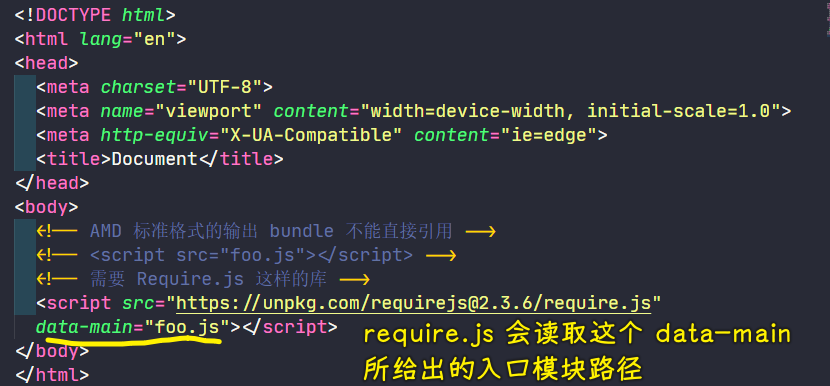 <!DOCTYPE html>
<html lang="en">
<head>
<meta charset="UTF-8">
<meta name="viewport" content="width=device-width, initial-scale=1.0">
<meta http-equiv="X-UA-Compatible" content="ie=edge">
<title>Document</title>
</head>
<body>
<!-- AMD 标准格式的输出 bundle 不能直接引用 -->
<!-- <script src="foo.js"></script> -->
<!-- 需要 Require.js 这样的库 -->
<script src="https://unpkg.com/requirejs@2.3.6/require.js"
data-main="foo.js"></script>
require.js 会读取这个 data-main
</body>
所给出的入口模块路径
</html>